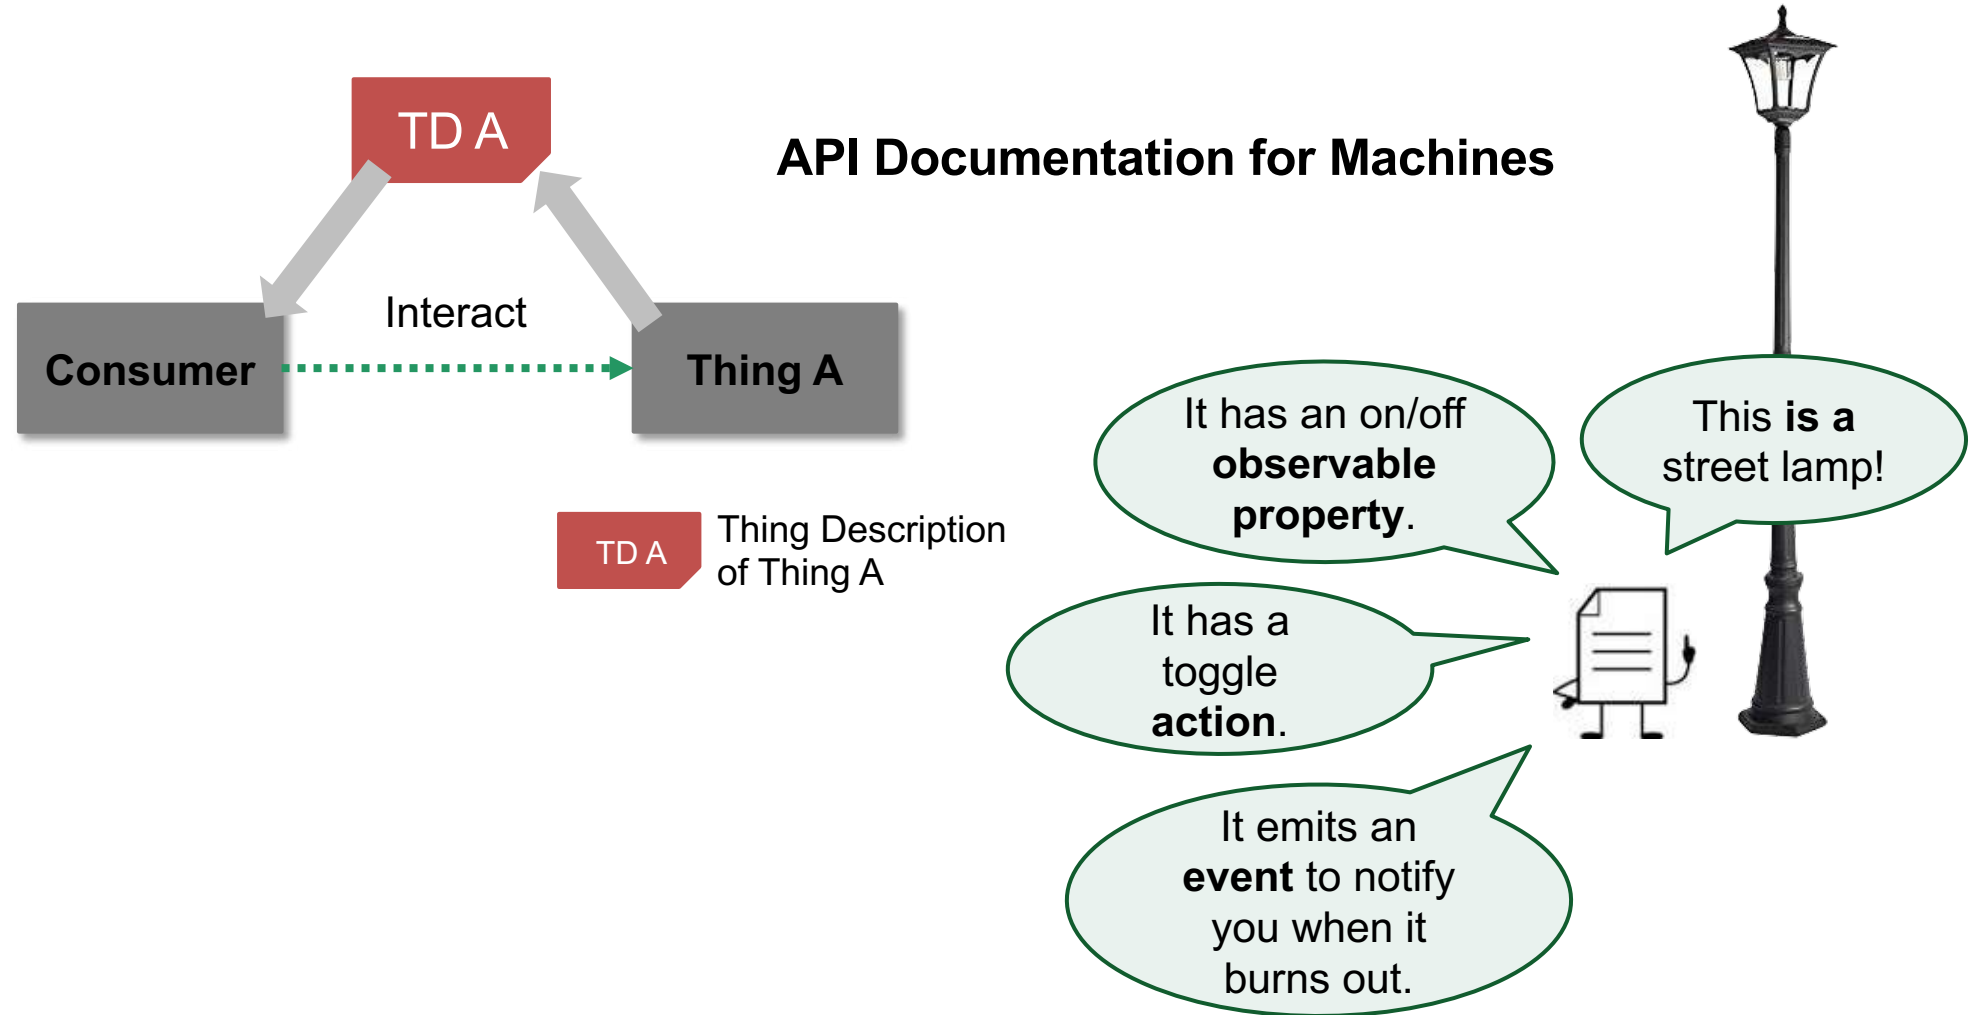 TD A
API Documentation for Machines
Interact
Consumer
Thing A
TD A
Thing Description
of Thing A
It has an on/off
observable
property.
This is a
street lamp!
It has a
toggle
action.
It emits an
event to notify
you when it
burns out.